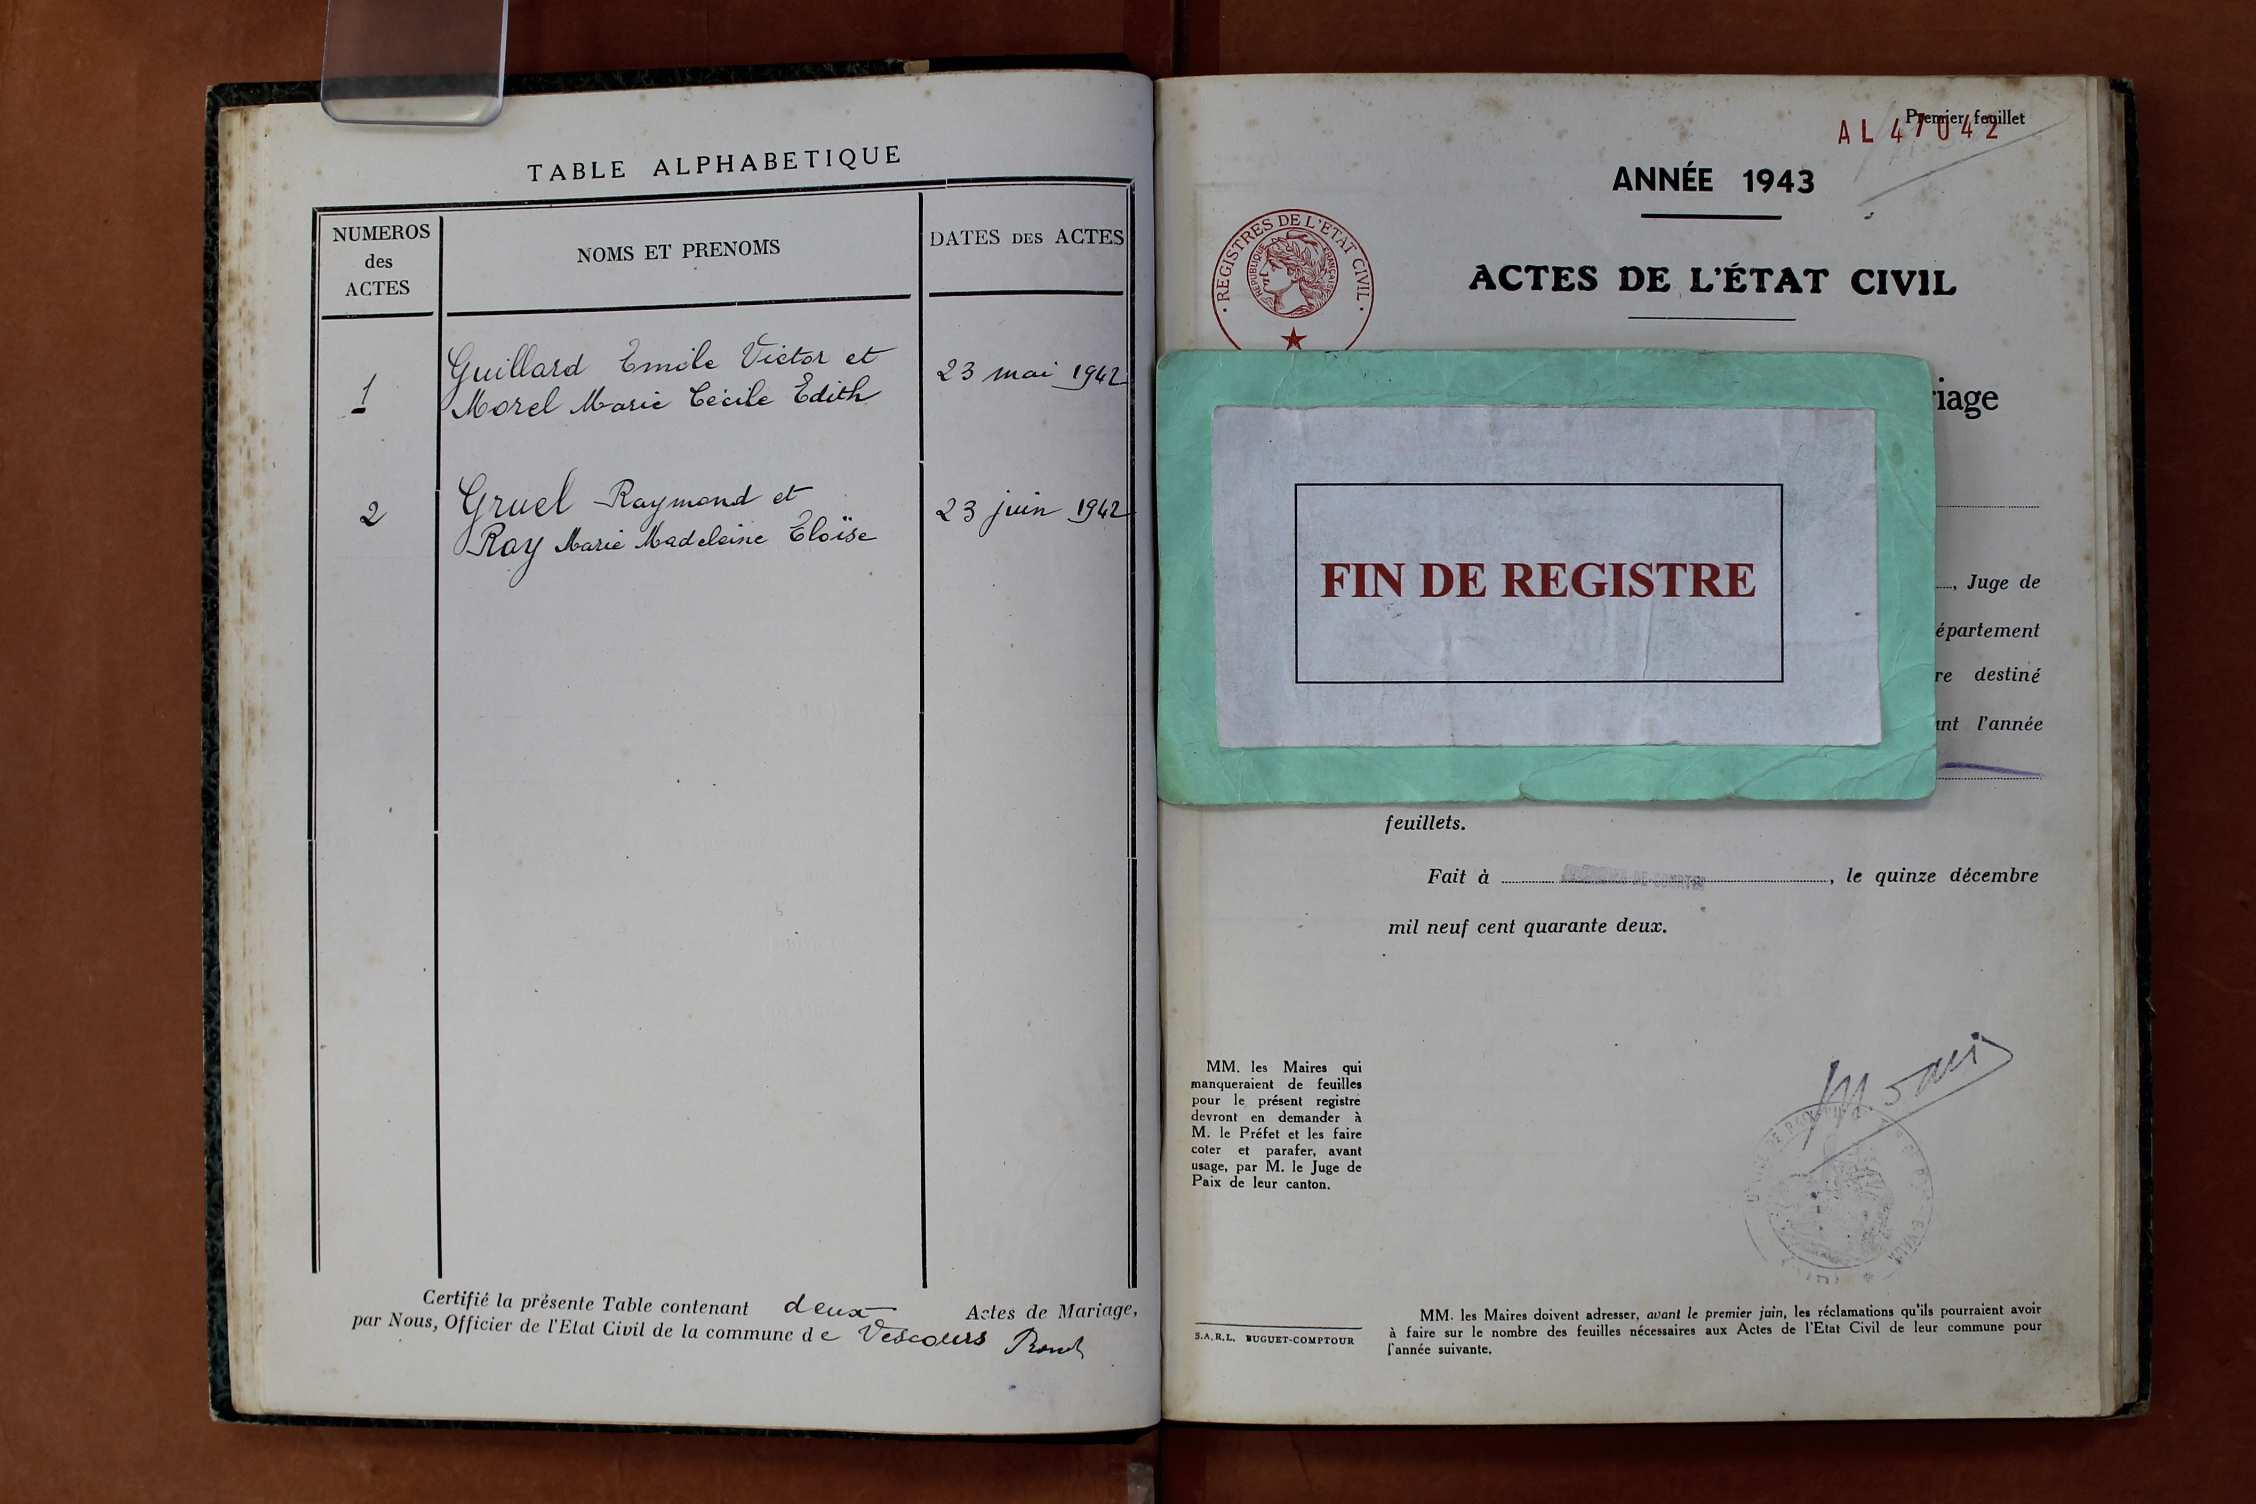 TABLE ALPHABETIQUE
NUMEROS
des
ACTES
NOMS ET PRENOMS
DATES DES ACTES
1
Guillard Emile Victor et
Morel Marie Cécile Edith
23 mai 1942
2
Gruel Raymond et
Ray Marie Madeleine Eloïse
23 juin 1942
Certifié la présente Table contenant deux Actes de Mariage,
par Nous, Officier de l'Etat Civil de la commune de Vescours
Premier feuillet
AL 47042
ANNÉE 1943
REGISTRES DE L'ETAT CIVIL
REPUBLIQUE FRANÇAISE
ACTES DE L'ÉTAT CIVIL
riage
FIN DE REGISTRE
, Juge de
épartement
re destiné
ant l'année
feuillets.
Fait à , le quinze décembre
mil neuf cent quarante deux.
MM. les Maires qui
manqueraient de feuilles
pour le présent registre
devront en demander à
M. le Préfet et les faire
coter et parafer, avant
usage, par M. le Juge de
Paix de leur canton.
S.A.R.L. BUGUET-COMPTOUR
MM. les Maires doivent adresser, avant le premier juin, les réclamations qu'ils pourraient avoir
à faire sur le nombre des feuilles nécessaires aux Actes de l'Etat Civil de leur commune pour
l'année suivante.